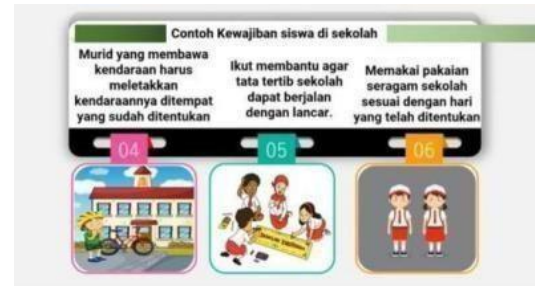 Contoh Kewajiban siswa di sekolah
Murid yang membawa
kendaraan harus
meletakkan
kendaraannya ditempat
yang sudah ditentukan
Ikut membantu agar
tata tertib sekolah
dapat berjalan
dengan lancar.
Memakai pakaian
seragam sekolah
sesuai dengan hari
yang telah ditentukan
04
05
06